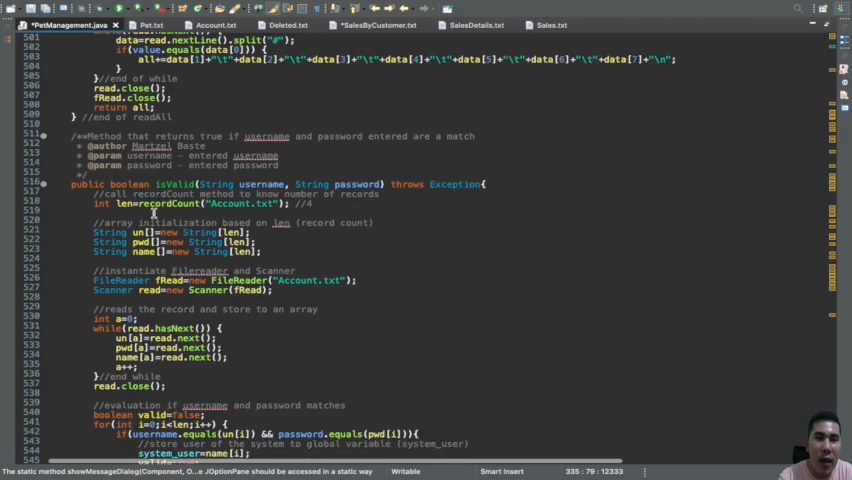 *PetManagement.java
Pet.txt
Account.txt
Deleted.txt
*SalesByCustomer.txt
SalesDetails.txt
Sales.txt
501
502 data=read.nextLine().split("#");
503 if(value.equals(data[0])) {
504 all+=data[1]+"\t"+data[2]+"\t"+data[3]+"\t"+data[4]+"\t"+data[5]+"\t"+data[6]+"\t"+data[7]+"\n";
505 }
506 }//end of while
507 read.close();
508 fRead.close();
509 return all;
} //end of readAll
511 /**Method that returns true if username and password entered are a match
512 * @author Martzel Baste
513 * @param username - entered username
514 * @param password - entered password
515 */
516 public boolean isValid(String username, String password) throws Exception{
517 //call recordCount method to know number of records
518 int len=recordCount("Account.txt"); //4
519
520 //array initialization based on len (record count)
521 String un[]=new String[len];
522 String pwd[]=new String[len];
523 String name[]=new String[len];
524
525 //instantiate Filereader and Scanner
526 FileReader fRead=new FileReader("Account.txt");
527 Scanner read=new Scanner(fRead);
528
529 //reads the record and store to an array
530 int a=0;
531 while(read.hasNext()) {
532 un[a]=read.next();
533 pwd[a]=read.next();
534 name[a]=read.next();
535 a++;
536 }//end while
537 read.close();
538
539 //evaluation if username and password matches
540 boolean valid=false;
541 for(int i=0;i<len;i++) {
542 if(username.equals(un[i]) && password.equals(pwd[i])){
543 //store user of the system to global variable (system_user)
544 system_user=name[i];
545
The static method showMessageDialog(Component, O...e JOptionPane should be accessed in a static way
Writable
Smart Insert
335 : 79 : 12333